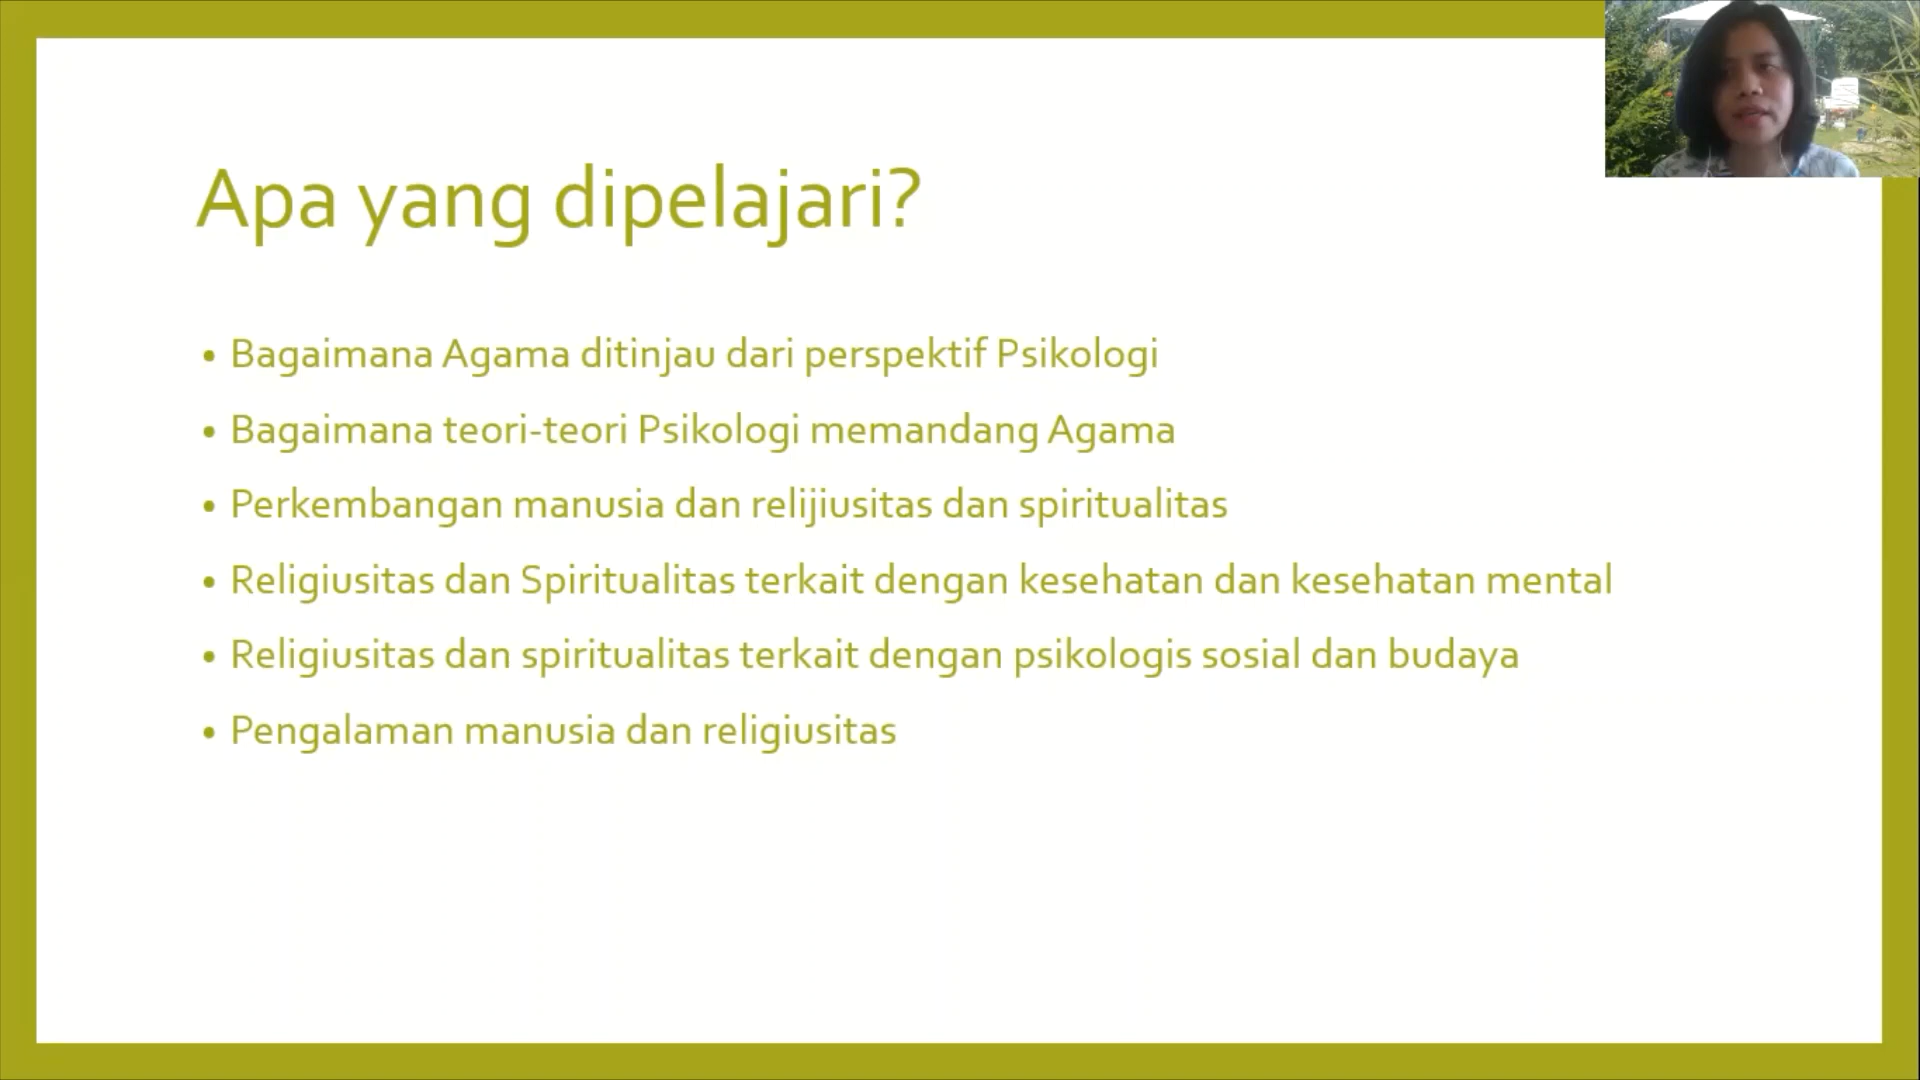 Apa yang dipelajari?
• Bagaimana Agama ditinjau dari perspektif Psikologi
• Bagaimana teori-teori Psikologi memandang Agama
• Perkembangan manusia dan relijiusitas dan spiritualitas
• Religiusitas dan Spiritualitas terkait dengan kesehatan dan kesehatan mental
• Religiusitas dan spiritualitas terkait dengan psikologis sosial dan budaya
• Pengalaman manusia dan religiusitas